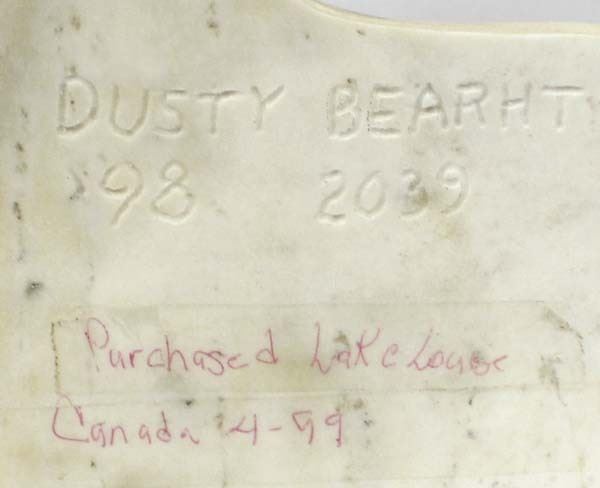 DUSTY BEARHT
'98 2039
Purchased Lake Louise
Canada 4-99